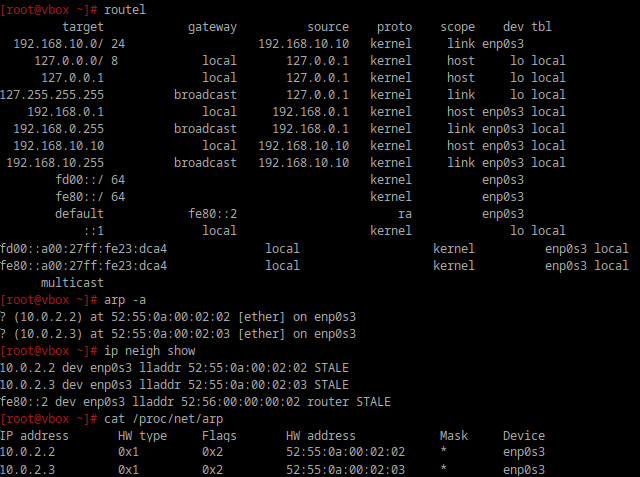 [root@vbox ~]# routel
target gateway source proto scope dev tbl
192.168.10.0/ 24 192.168.10.10 kernel link enp0s3
127.0.0.0/ 8 local 127.0.0.1 kernel host lo local
127.0.0.1 local 127.0.0.1 kernel host lo local
127.255.255.255 broadcast 127.0.0.1 kernel link lo local
192.168.0.1 local 192.168.0.1 kernel host enp0s3 local
192.168.0.255 broadcast 192.168.0.1 kernel link enp0s3 local
192.168.10.10 local 192.168.10.10 kernel host enp0s3 local
192.168.10.255 broadcast 192.168.10.10 kernel link enp0s3 local
fd00::/ 64 kernel enp0s3
fe80::/ 64 kernel enp0s3
default fe80::2 ra enp0s3
::1 local kernel lo local
fd00::a00:27ff:fe23:dca4 local kernel enp0s3 local
fe80::a00:27ff:fe23:dca4 local kernel enp0s3 local
multicast
[root@vbox ~]# arp -a
? (10.0.2.2) at 52:55:0a:00:02:02 [ether] on enp0s3
? (10.0.2.3) at 52:55:0a:00:02:03 [ether] on enp0s3
[root@vbox ~]# ip neigh show
10.0.2.2 dev enp0s3 lladdr 52:55:0a:00:02:02 STALE
10.0.2.3 dev enp0s3 lladdr 52:55:0a:00:02:03 STALE
fe80::2 dev enp0s3 lladdr 52:56:00:00:00:02 router STALE
[root@vbox ~]# cat /proc/net/arp
IP address HW type Flags HW address Mask Device
10.0.2.2 0x1 0x2 52:55:0a:00:02:02 * enp0s3
10.0.2.3 0x1 0x2 52:55:0a:00:02:03 * enp0s3